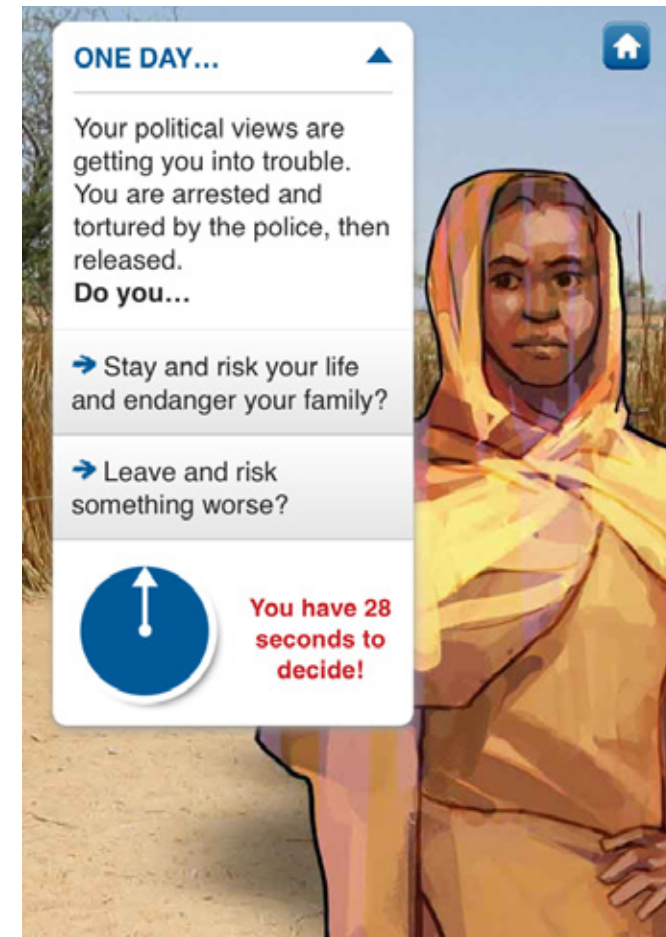 ONE DAY...
Your political views are
getting you into trouble.
You are arrested and
tortured by the police, then
released.
Do you...
Stay and risk your life
and endanger your family?
Leave and risk
something worse?
You have 28
seconds to
decide!